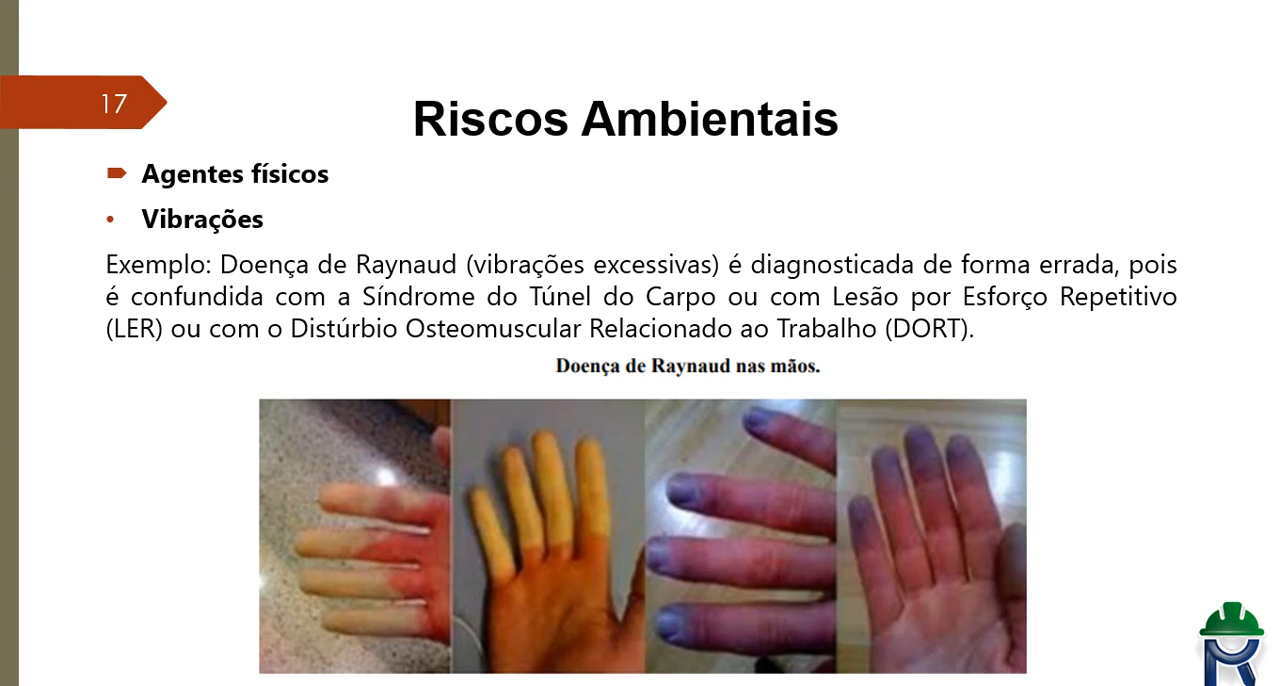 17
Riscos Ambientais
Agentes físicos
• Vibrações
Exemplo: Doença de Raynaud (vibrações excessivas) é diagnosticada de forma errada, pois
é confundida com a Síndrome do Túnel do Carpo ou com Lesão por Esforço Repetitivo
(LER) ou com o Distúrbio Osteomuscular Relacionado ao Trabalho (DORT).
Doença de Raynaud nas mãos.
R